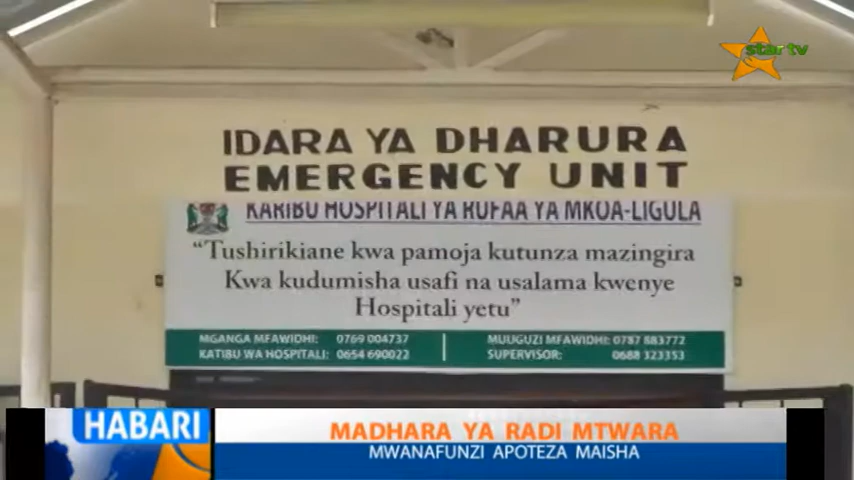 startv
IDARA YA DHARURA
EMERGENCY UNIT
KARIBU HOSPITALI YA RUFAA YA MKOA-LIGULA
“Tushirikiane kwa pamoja kutunza mazingira
Kwa kudumisha usafi na usalama kwenye
Hospitali yetu”
MGANGA MFAWIDHI: 0769 004737
KATIBU WA HOSPITALI: 0654 690022
MUUGUZI MFAWIDHI: 0787 883772
SUPERVISOR: 0688 323353
HABARI
MADHARA YA RADI MTWARA
MWANAFUNZI APOTEZA MAISHA